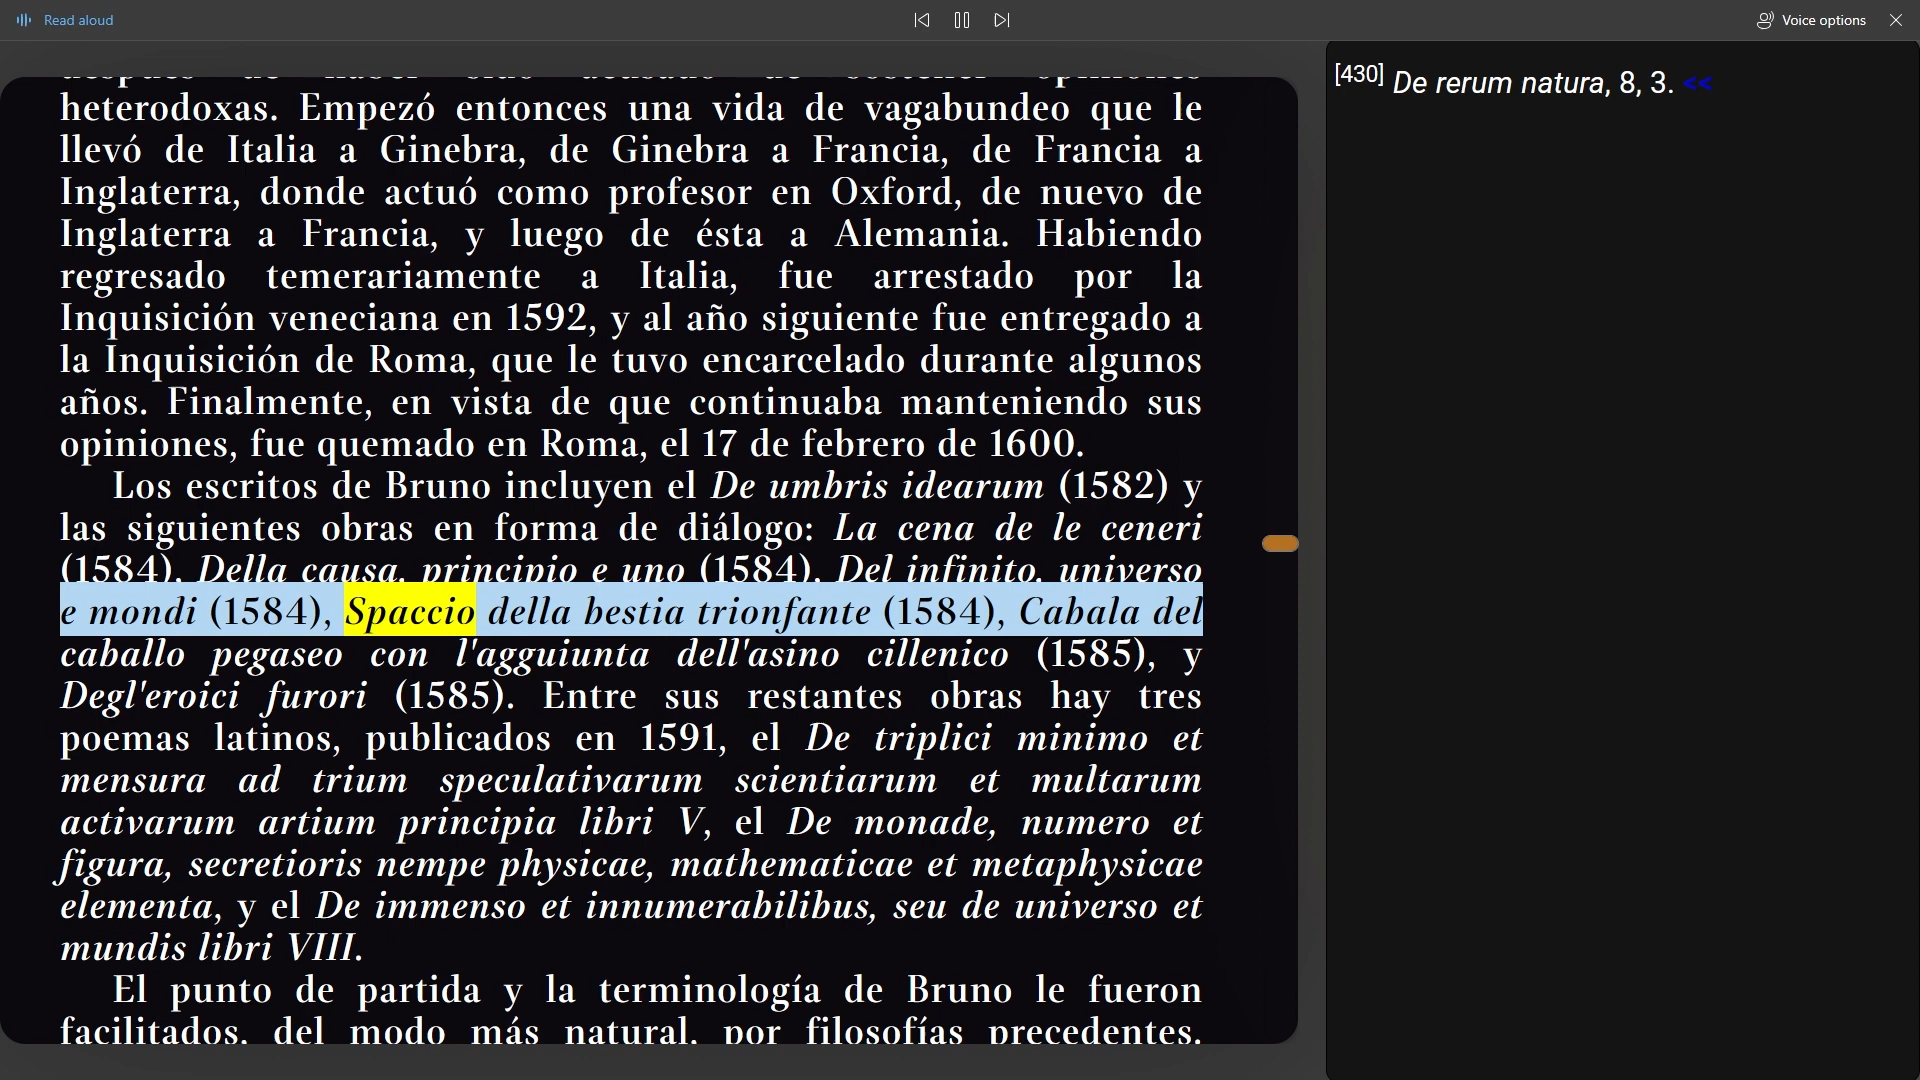 Read aloud
Voice options
[430] De rerum natura, 8, 3. <<
heterodoxas. Empezó entonces una vida de vagabundeo que le
llevó de Italia a Ginebra, de Ginebra a Francia, de Francia a
Inglaterra, donde actuó como profesor en Oxford, de nuevo de
Inglaterra a Francia, y luego de ésta a Alemania. Habiendo
regresado temerariamente a Italia, fue arrestado por la
Inquisición veneciana en 1592, y al año siguiente fue entregado a
la Inquisición de Roma, que le tuvo encarcelado durante algunos
años. Finalmente, en vista de que continuaba manteniendo sus
opiniones, fue quemado en Roma, el 17 de febrero de 1600.
Los escritos de Bruno incluyen el De umbris idearum (1582) y
las siguientes obras en forma de diálogo: La cena de le ceneri
(1584), Della causa, principio e uno (1584), Del infinito, universo
e mondi (1584), Spaccio della bestia trionfante (1584), Cabala del
caballo pegaseo con l'agguiunta dell'asino cillenico (1585), y
Degl'eroici furori (1585). Entre sus restantes obras hay tres
poemas latinos, publicados en 1591, el De triplici minimo et
mensura ad trium speculativarum scientiarum et multarum
activarum artium principia libri V, el De monade, numero et
figura, secretioris nempe physicae, mathematicae et metaphysicae
elementa, y el De immenso et innumerabilibus, seu de universo et
mundis libri VIII.
El punto de partida y la terminología de Bruno le fueron
facilitados, del modo más natural, por filosofías precedentes.